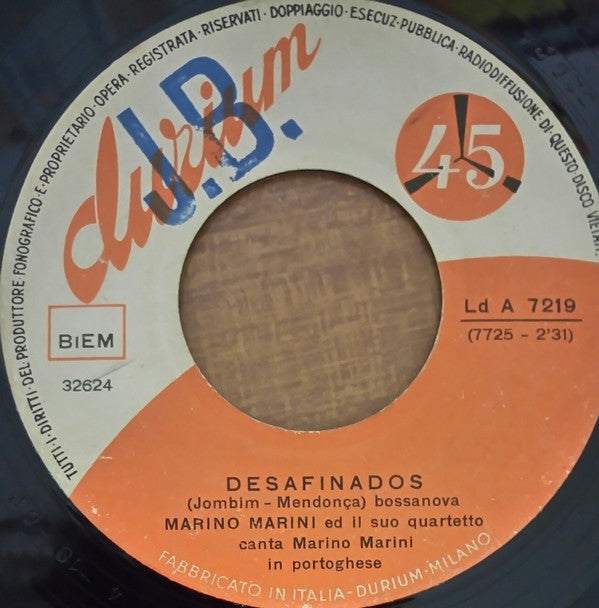 TUTTI·I·DIRITTI·DEL·PRODUTTORE·FONOGRAFICO·E·PROPRIETARIO·OPERA·REGISTRATA·RISERVATI·DOPPIAGGIO·ESECUZ·PUBBLICA·RADIODIFFUSIONE DI·QUESTO·DISCO VIETATI
durium
J.B.
45
BIEM
32624
Ld A 7219
(7725 - 2'31)
DESAFINADOS
(Jombim - Mendonça) bossanova
MARINO MARINI ed il suo quartetto
canta Marino Marini
in portoghese
FABBRICATO IN ITALIA-DURIUM-MILANO